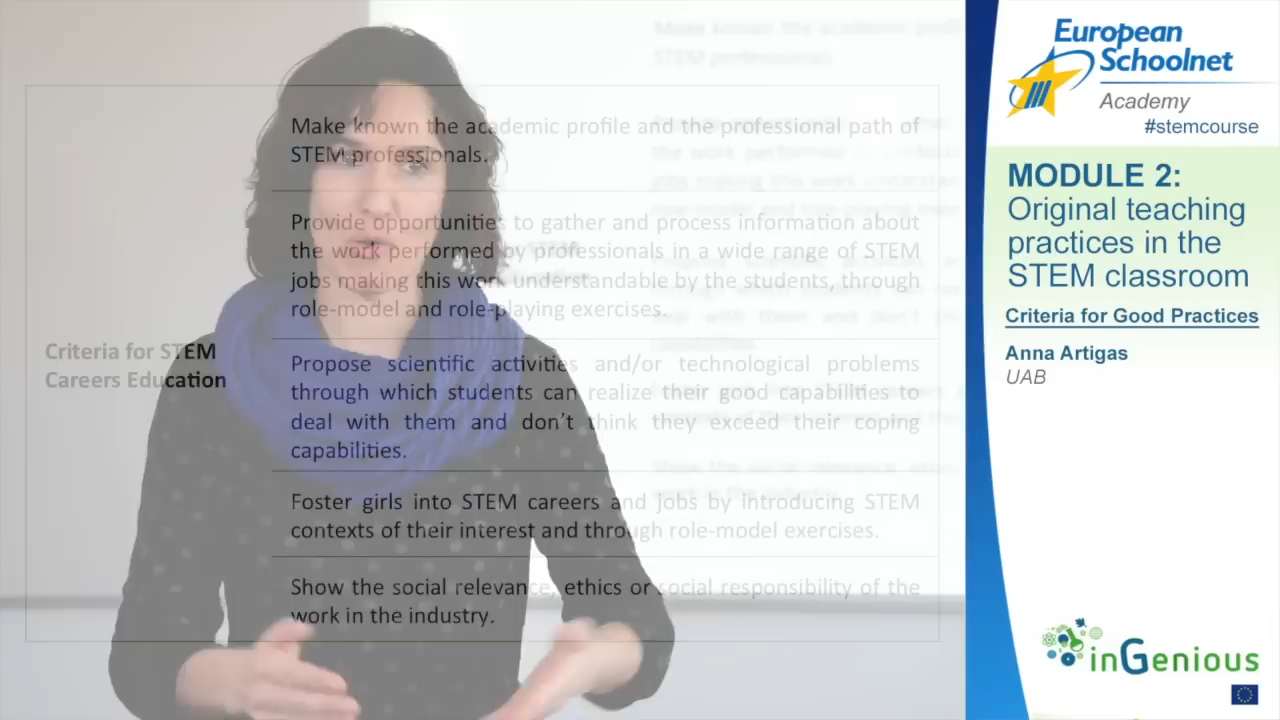 Make known the academic profile and the professional path of
STEM professionals.
Provide opportunities to gather and process information about
the work performed by professionals in a wide range of STEM
jobs making this work understandable by the students, through
role-model and role-playing exercises.
Criteria for STEM
Careers Education
Propose scientific activities and/or technological problems
through which students can realize their good capabilities to
deal with them and don't think they exceed their coping
capabilities.
Foster girls into STEM careers and jobs by introducing STEM
contexts of their interest and through role-model exercises.
Show the social relevance, ethics or social responsibility of the
work in the industry.
European
Schoolnet
Academy
#stemcourse
MODULE 2:
Original teaching
practices in the
STEM classroom
Criteria for Good Practices
Anna Artigas
UAB
inGenious